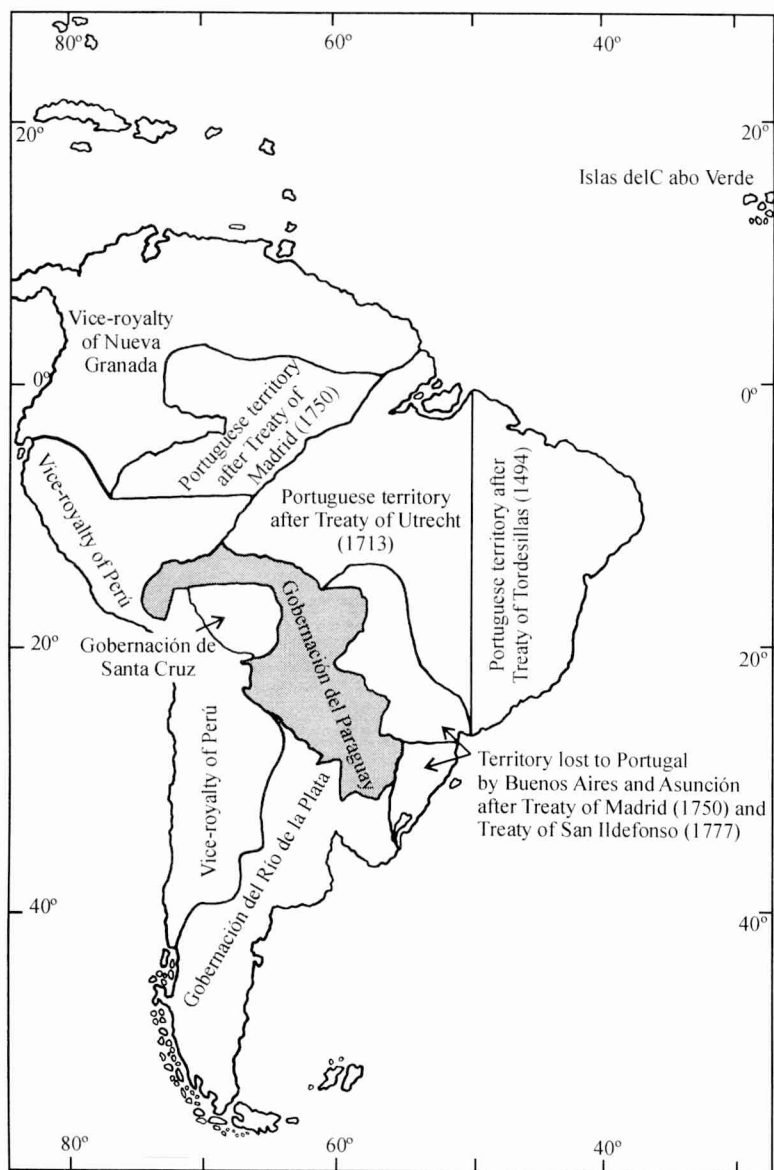 80°
60°
40°
20°
20°
Islas delC abo Verde
Vice-royalty
of Nueva
Granada
0°
0°
Portuguese territory
after Treaty of
Madrid (1750)
Vice-royalty of Perú
Portuguese territory
after Treaty of Utrecht
(1713)
Portuguese territory after
Treaty of Tordesillas (1494)
Gobernación de
Santa Cruz
Gobernación del Paraguay
20°
20°
Vice-royalty of Perú
Gobernación del Río de la Plata
Territory lost to Portugal
by Buenos Aires and Asunción
after Treaty of Madrid (1750) and
Treaty of San Ildefonso (1777)
40°
40°
80°
60°
40°